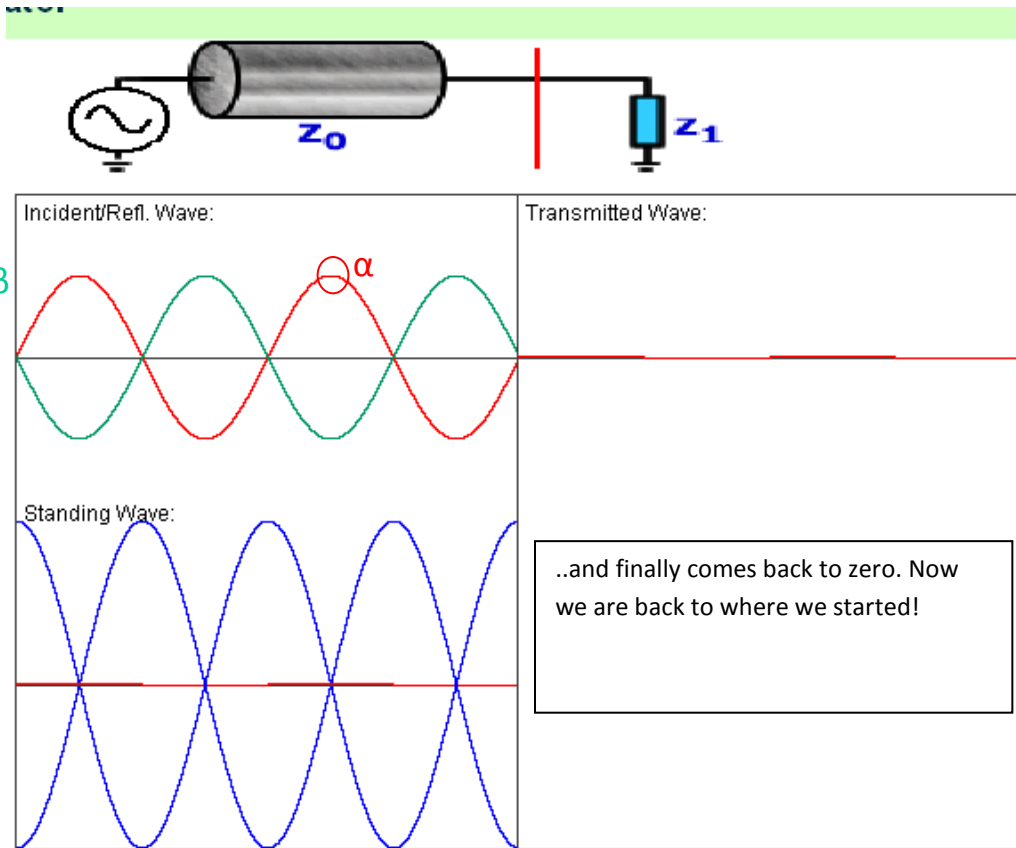 Z₀
Z₁
Incident/Refl. Wave:
Transmitted Wave:
β
α
Standing Wave:
..and finally comes back to zero. Now
we are back to where we started!